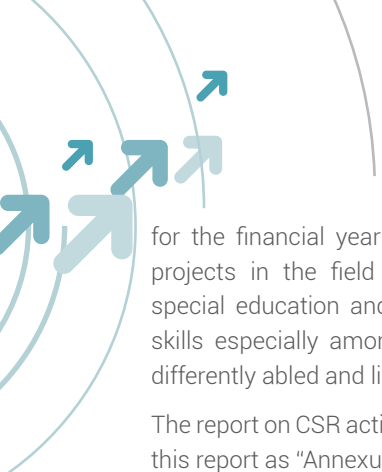 for the financial year
projects in the field
special education and
skills especially amor
differently abled and li
The report on CSR acti
this report as “Annexu